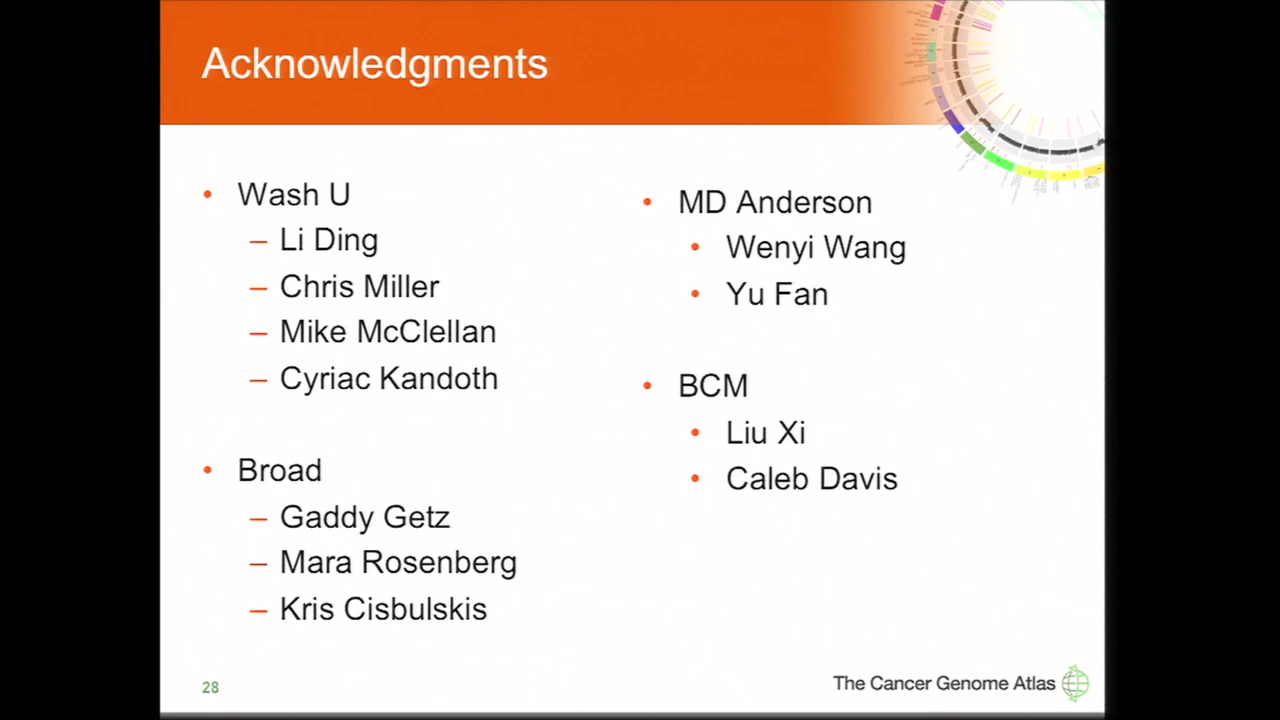 Acknowledgments
• Wash U
– Li Ding
– Chris Miller
– Mike McClellan
– Cyriac Kandoth
• Broad
– Gaddy Getz
– Mara Rosenberg
– Kris Cisbulskis
• MD Anderson
• Wenyi Wang
• Yu Fan
• BCM
• Liu Xi
• Caleb Davis
28
The Cancer Genome Atlas